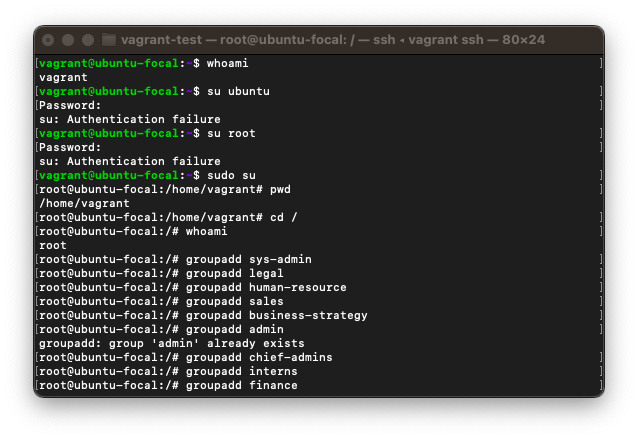 vagrant-test — root@ubuntu-focal: / — ssh ◂ vagrant ssh — 80×24
[vagrant@ubuntu-focal:~$ whoami ]
vagrant
[vagrant@ubuntu-focal:~$ su ubuntu ]
[Password: ]
su: Authentication failure
[vagrant@ubuntu-focal:~$ su root ]
[Password: ]
su: Authentication failure
[vagrant@ubuntu-focal:~$ sudo su ]
[root@ubuntu-focal:/home/vagrant# pwd ]
/home/vagrant
[root@ubuntu-focal:/home/vagrant# cd / ]
[root@ubuntu-focal:/# whoami ]
root
[root@ubuntu-focal:/# groupadd sys-admin ]
[root@ubuntu-focal:/# groupadd legal ]
[root@ubuntu-focal:/# groupadd human-resource ]
[root@ubuntu-focal:/# groupadd sales ]
[root@ubuntu-focal:/# groupadd business-strategy ]
[root@ubuntu-focal:/# groupadd admin ]
groupadd: group 'admin' already exists
[root@ubuntu-focal:/# groupadd chief-admins ]
[root@ubuntu-focal:/# groupadd interns ]
[root@ubuntu-focal:/# groupadd finance ]